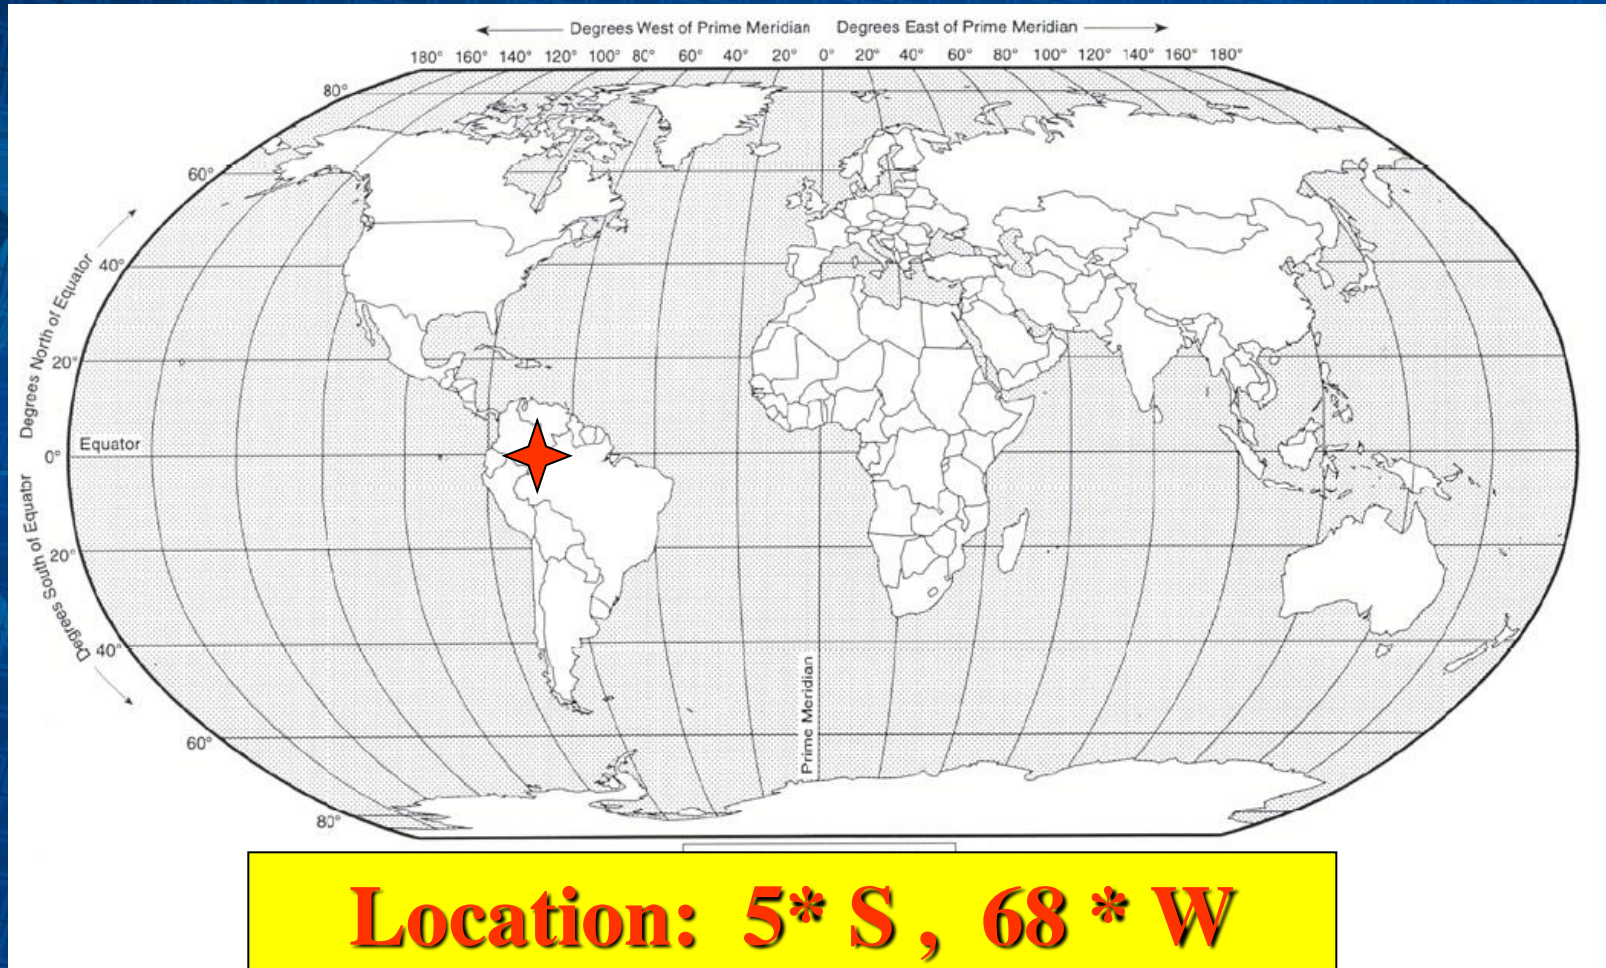 Degrees West of Prime Meridian Degrees East of Prime Meridian
180° 160° 140° 120° 100° 80° 60° 40° 20° 0° 20° 40° 60° 80° 100° 120° 140° 160° 180°
80°
60°
40°
Degrees North of Equator
20°
Equator
0°
Degrees South of Equator
20°
40°
Prime Meridian
60°
80°
Location: 5* S , 68 * W